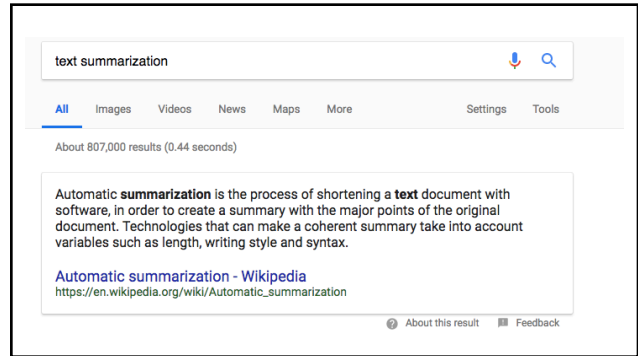 text summarization
All Images Videos News Maps More Settings Tools
About 807,000 results (0.44 seconds)
Automatic summarization is the process of shortening a text document with
software, in order to create a summary with the major points of the original
document. Technologies that can make a coherent summary take into account
variables such as length, writing style and syntax.
Automatic summarization - Wikipedia
https://en.wikipedia.org/wiki/Automatic_summarization
About this result Feedback